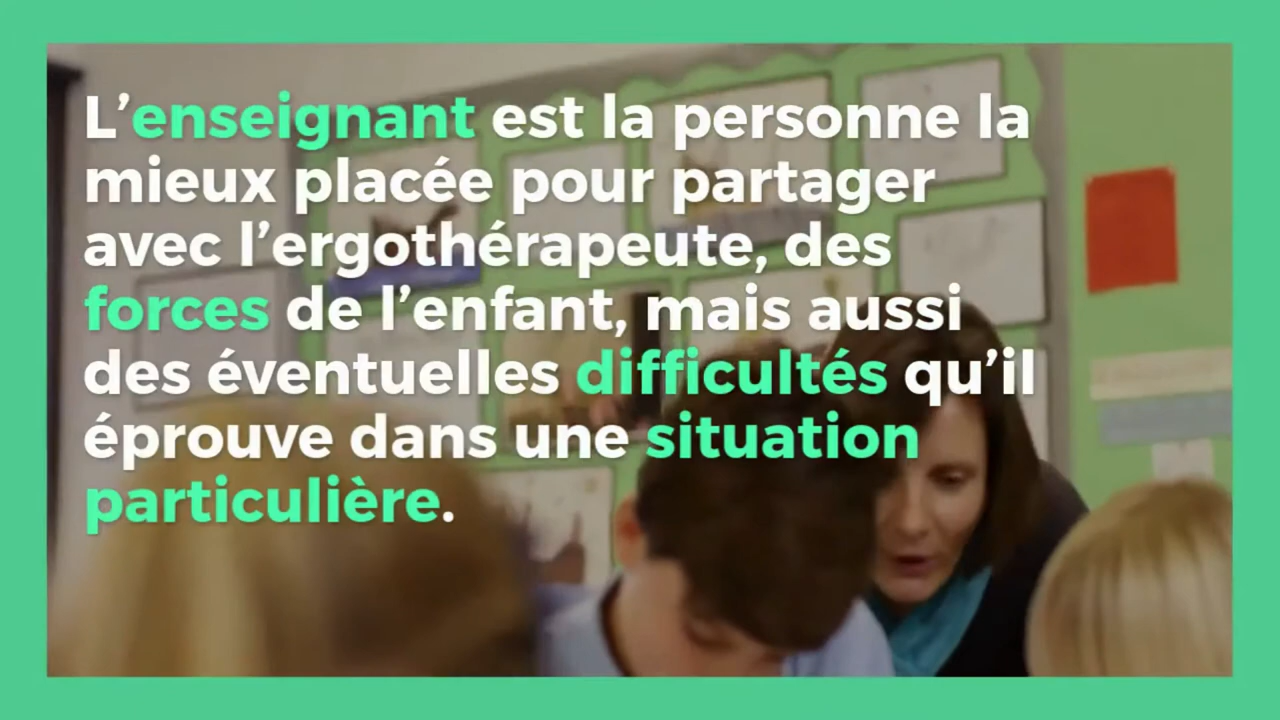 L’enseignant est la personne la
mieux placée pour partager
avec l’ergothérapeute, des
forces de l’enfant, mais aussi
des éventuelles difficultés qu’il
éprouve dans une situation
particulière.